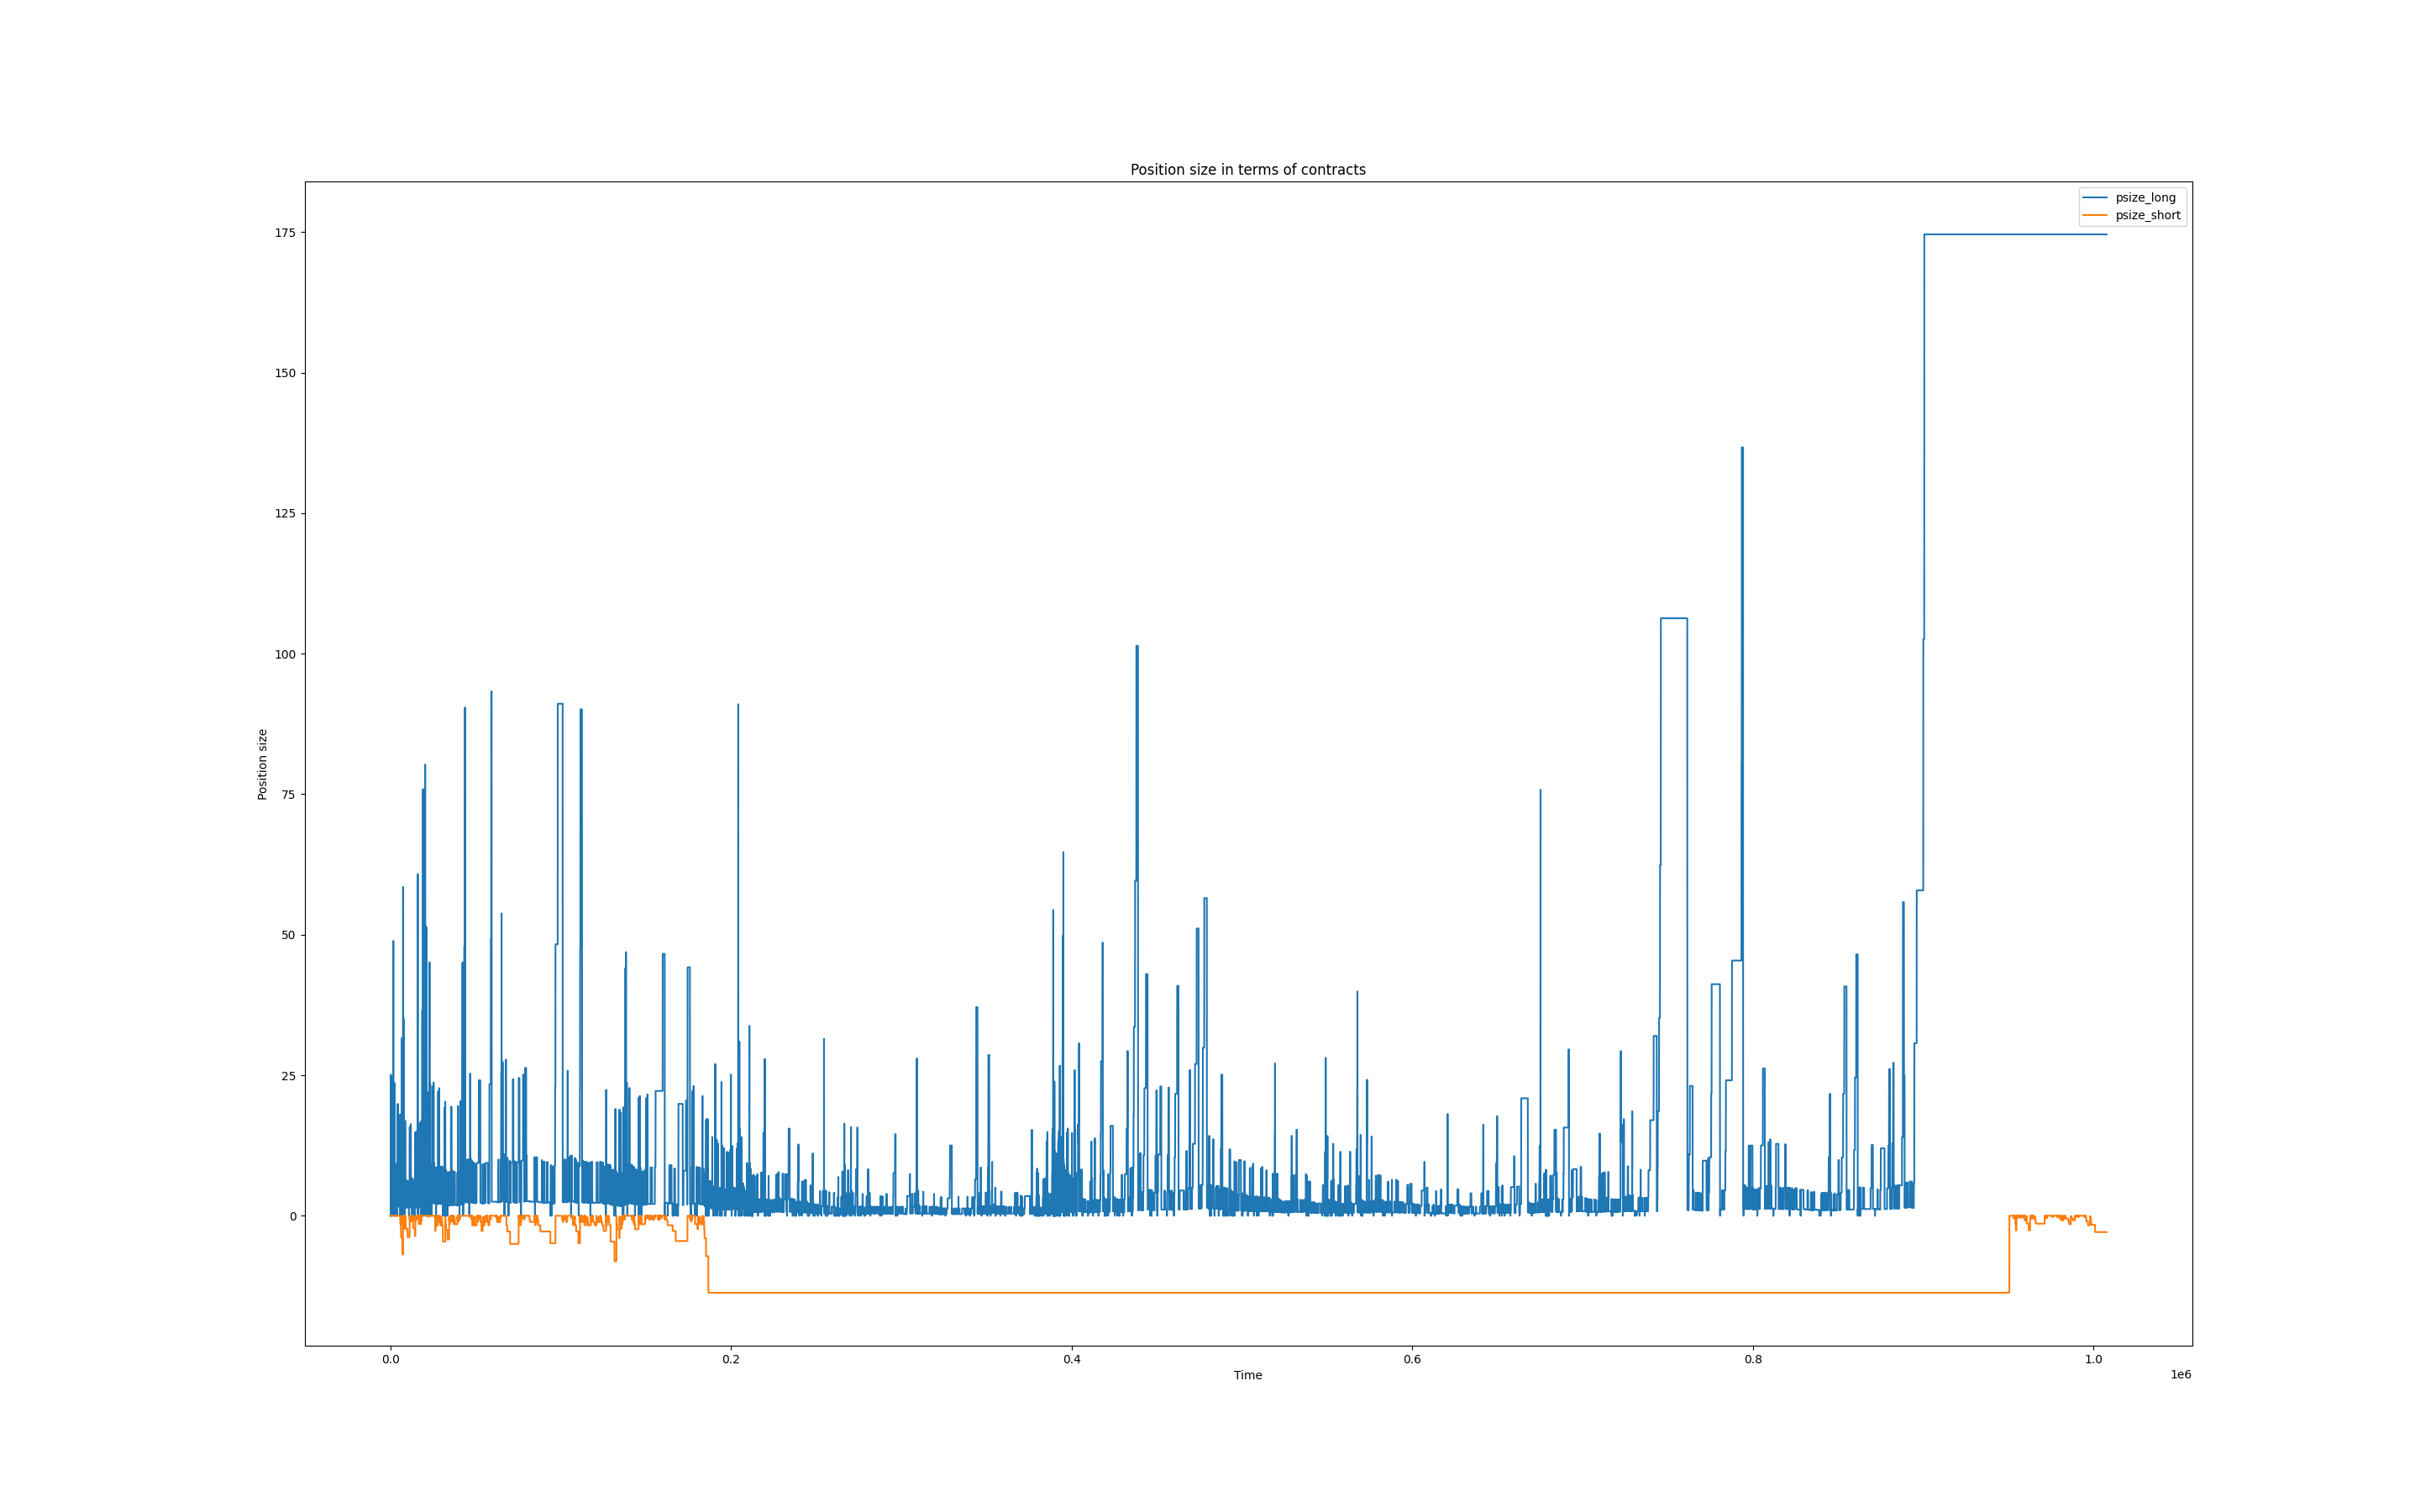 Position size in terms of contracts
psize_long
psize_short
175
150
125
100
75
50
25
0
Position size
0.0 0.2 0.4 0.6 0.8 1.0
Time
1e6